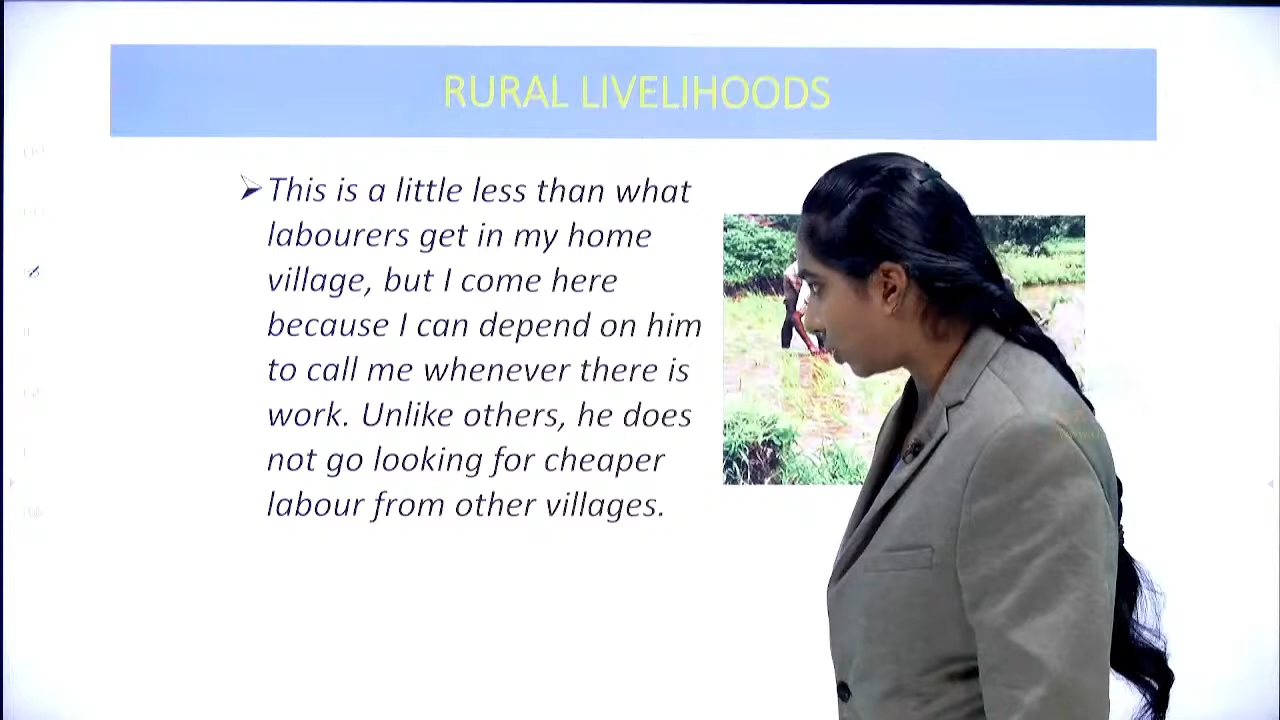 RURAL LIVELIHOODS
This is a little less than what
labourers get in my home
village, but I come here
because I can depend on him
to call me whenever there is
work. Unlike others, he does
not go looking for cheaper
labour from other villages.